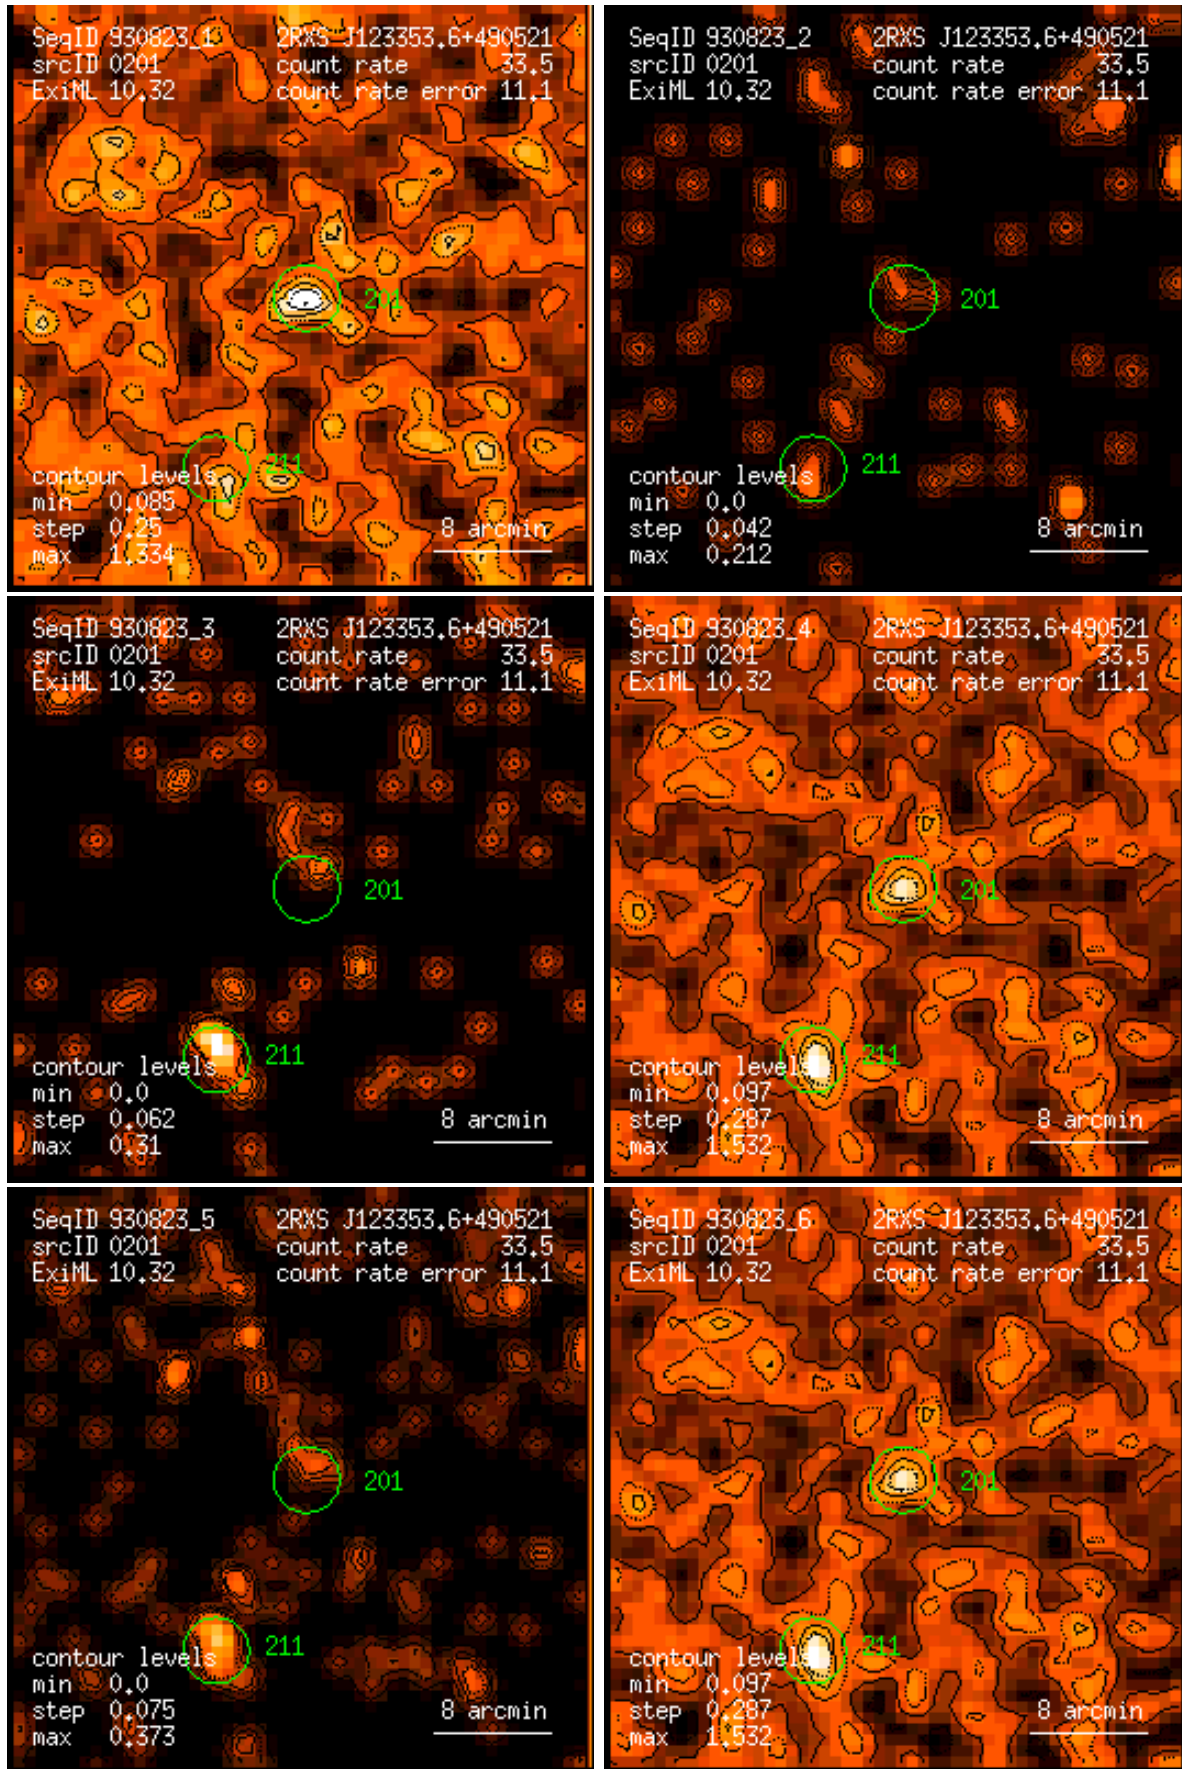 SeqID 930823_1 2RXS J123353.6+490521
srcID 0201 count rate 33.5
ExiML 10.32 count rate error 11.1
201
211
contour levels
min 0.085
step 0.25 8 arcmin
max 1.334
SeqID 930823_2 2RXS J123353.6+490521
srcID 0201 count rate 33.5
ExiML 10.32 count rate error 11.1
201
211
contour levels
min 0.0
step 0.042 8 arcmin
max 0.212
SeqID 930823_3 2RXS J123353.6+490521
srcID 0201 count rate 33.5
ExiML 10.32 count rate error 11.1
201
211
contour levels
min 0.0
step 0.062 8 arcmin
max 0.31
SeqID 930823_4 2RXS J123353.6+490521
srcID 0201 count rate 33.5
ExiML 10.32 count rate error 11.1
201
211
contour levels
min 0.097
step 0.287 8 arcmin
max 1.532
SeqID 930823_5 2RXS J123353.6+490521
srcID 0201 count rate 33.5
ExiML 10.32 count rate error 11.1
201
211
contour levels
min 0.0
step 0.075 8 arcmin
max 0.373
SeqID 930823_6 2RXS J123353.6+490521
srcID 0201 count rate 33.5
ExiML 10.32 count rate error 11.1
201
211
contour levels
min 0.097
step 0.287 8 arcmin
max 1.532